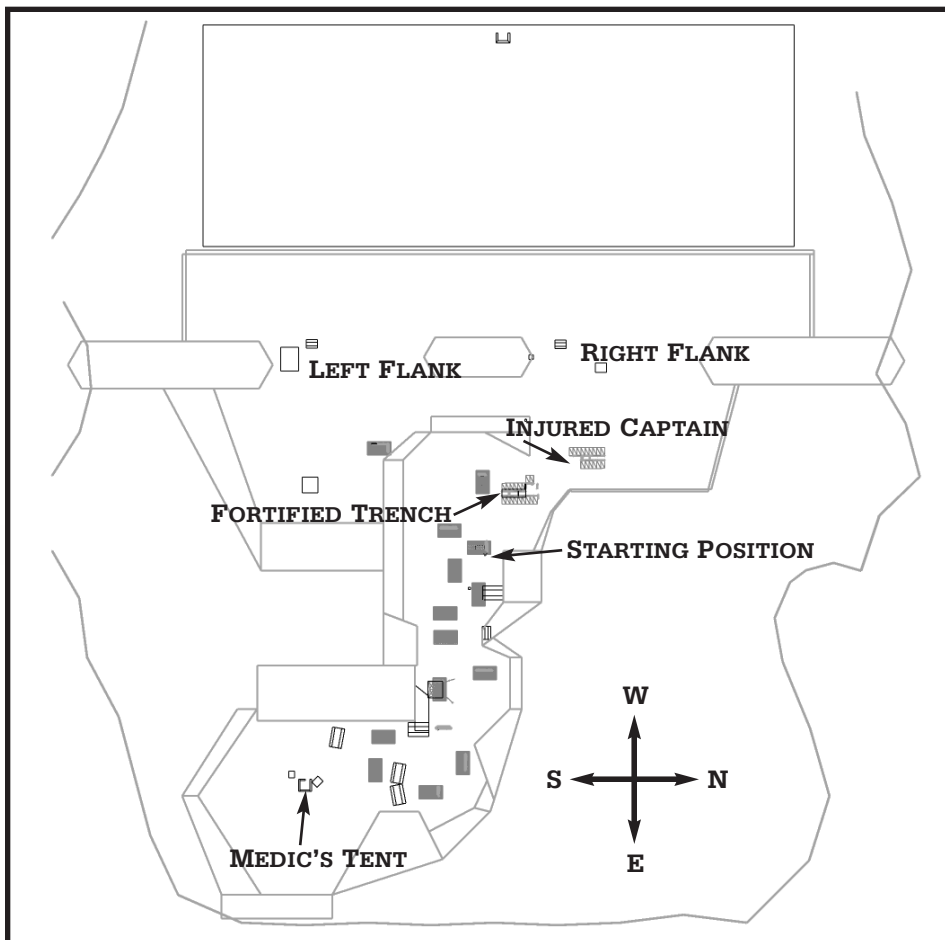 RIGHT FLANK
LEFT FLANK
INJURED CAPTAIN
FORTIFIED TRENCH
STARTING POSITION
W
S N
E
MEDIC'S TENT